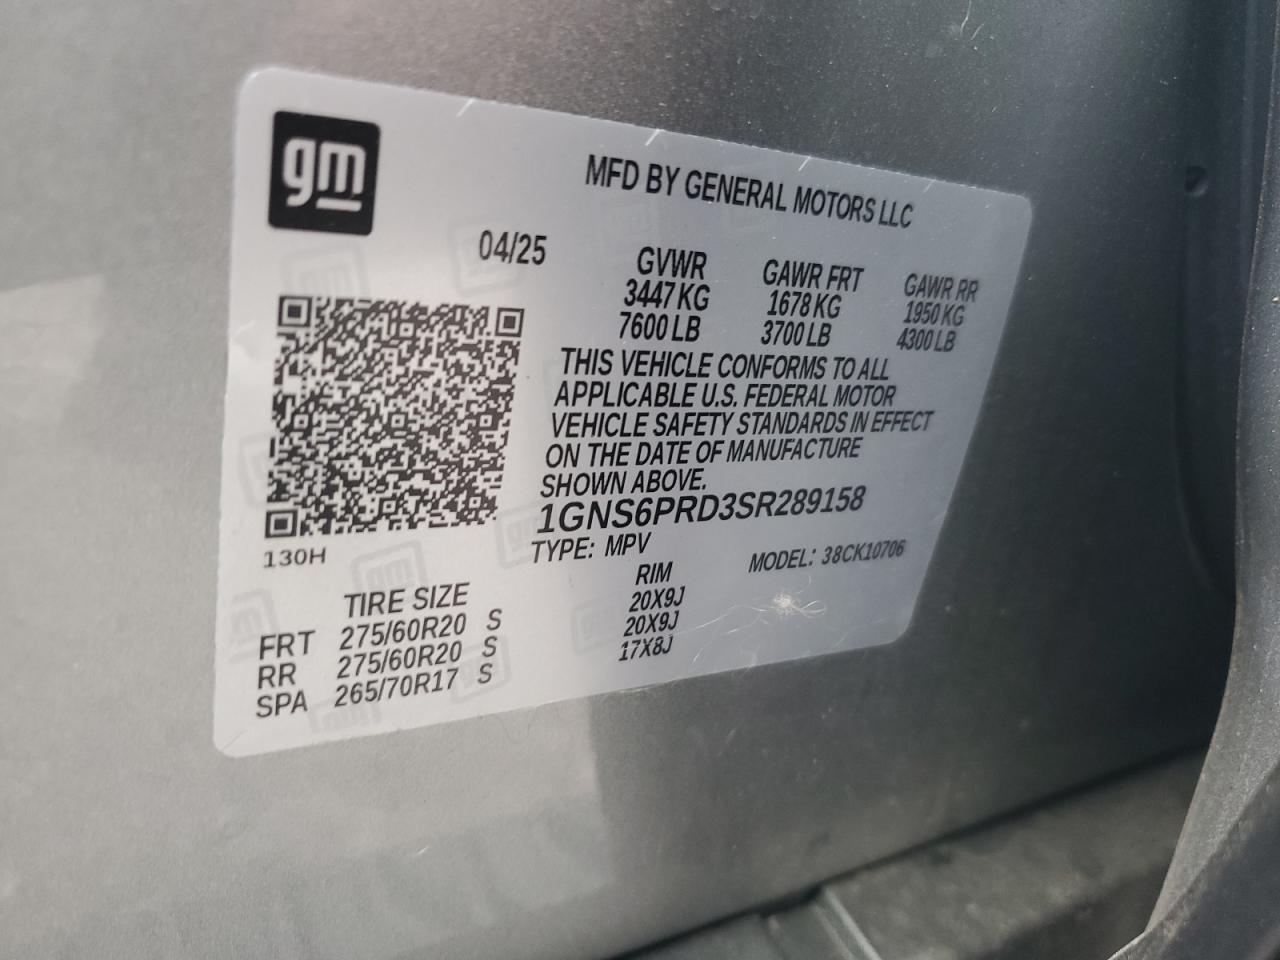 gm
MFD BY GENERAL MOTORS LLC
04/25
GVWR GAWR FRT GAWR RR
3447 KG 1678 KG 1950 KG
7600 LB 3700 LB 4300 LB
THIS VEHICLE CONFORMS TO ALL
APPLICABLE U.S. FEDERAL MOTOR
VEHICLE SAFETY STANDARDS IN EFFECT
ON THE DATE OF MANUFACTURE
SHOWN ABOVE.
1GNS6PRD3SR289158
TYPE: MPV MODEL: 38CK10706
130H
TIRE SIZE RIM
FRT 275/60R20 S 20X9J
RR 275/60R20 S 20X9J
SPA 265/70R17 S 17X8J